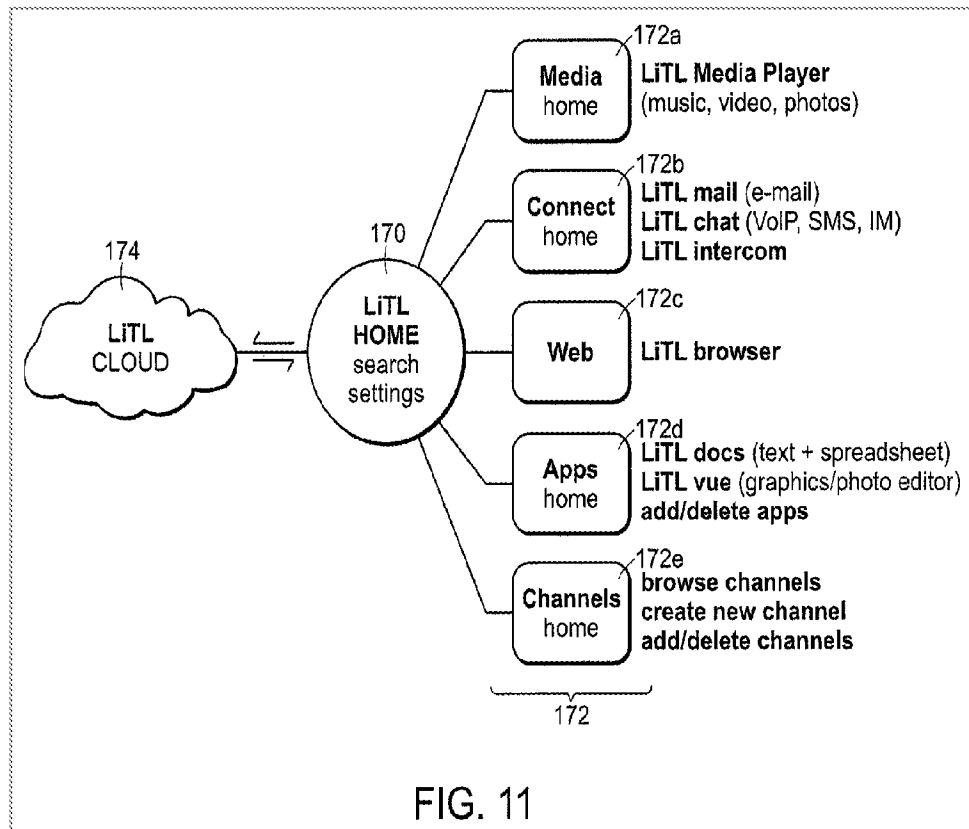 172a
Media
home
LiTL Media Player
(music, video, photos)
172b
Connect
home
LiTL mail (e-mail)
LiTL chat (VoIP, SMS, IM)
LiTL intercom
174
LiTL
CLOUD
170
LiTL
HOME
search
settings
172c
Web
LiTL browser
172d
Apps
home
LiTL docs (text + spreadsheet)
LiTL vue (graphics/photo editor)
add/delete apps
172e
Channels
home
browse channels
create new channel
add/delete channels
172
FIG. 11